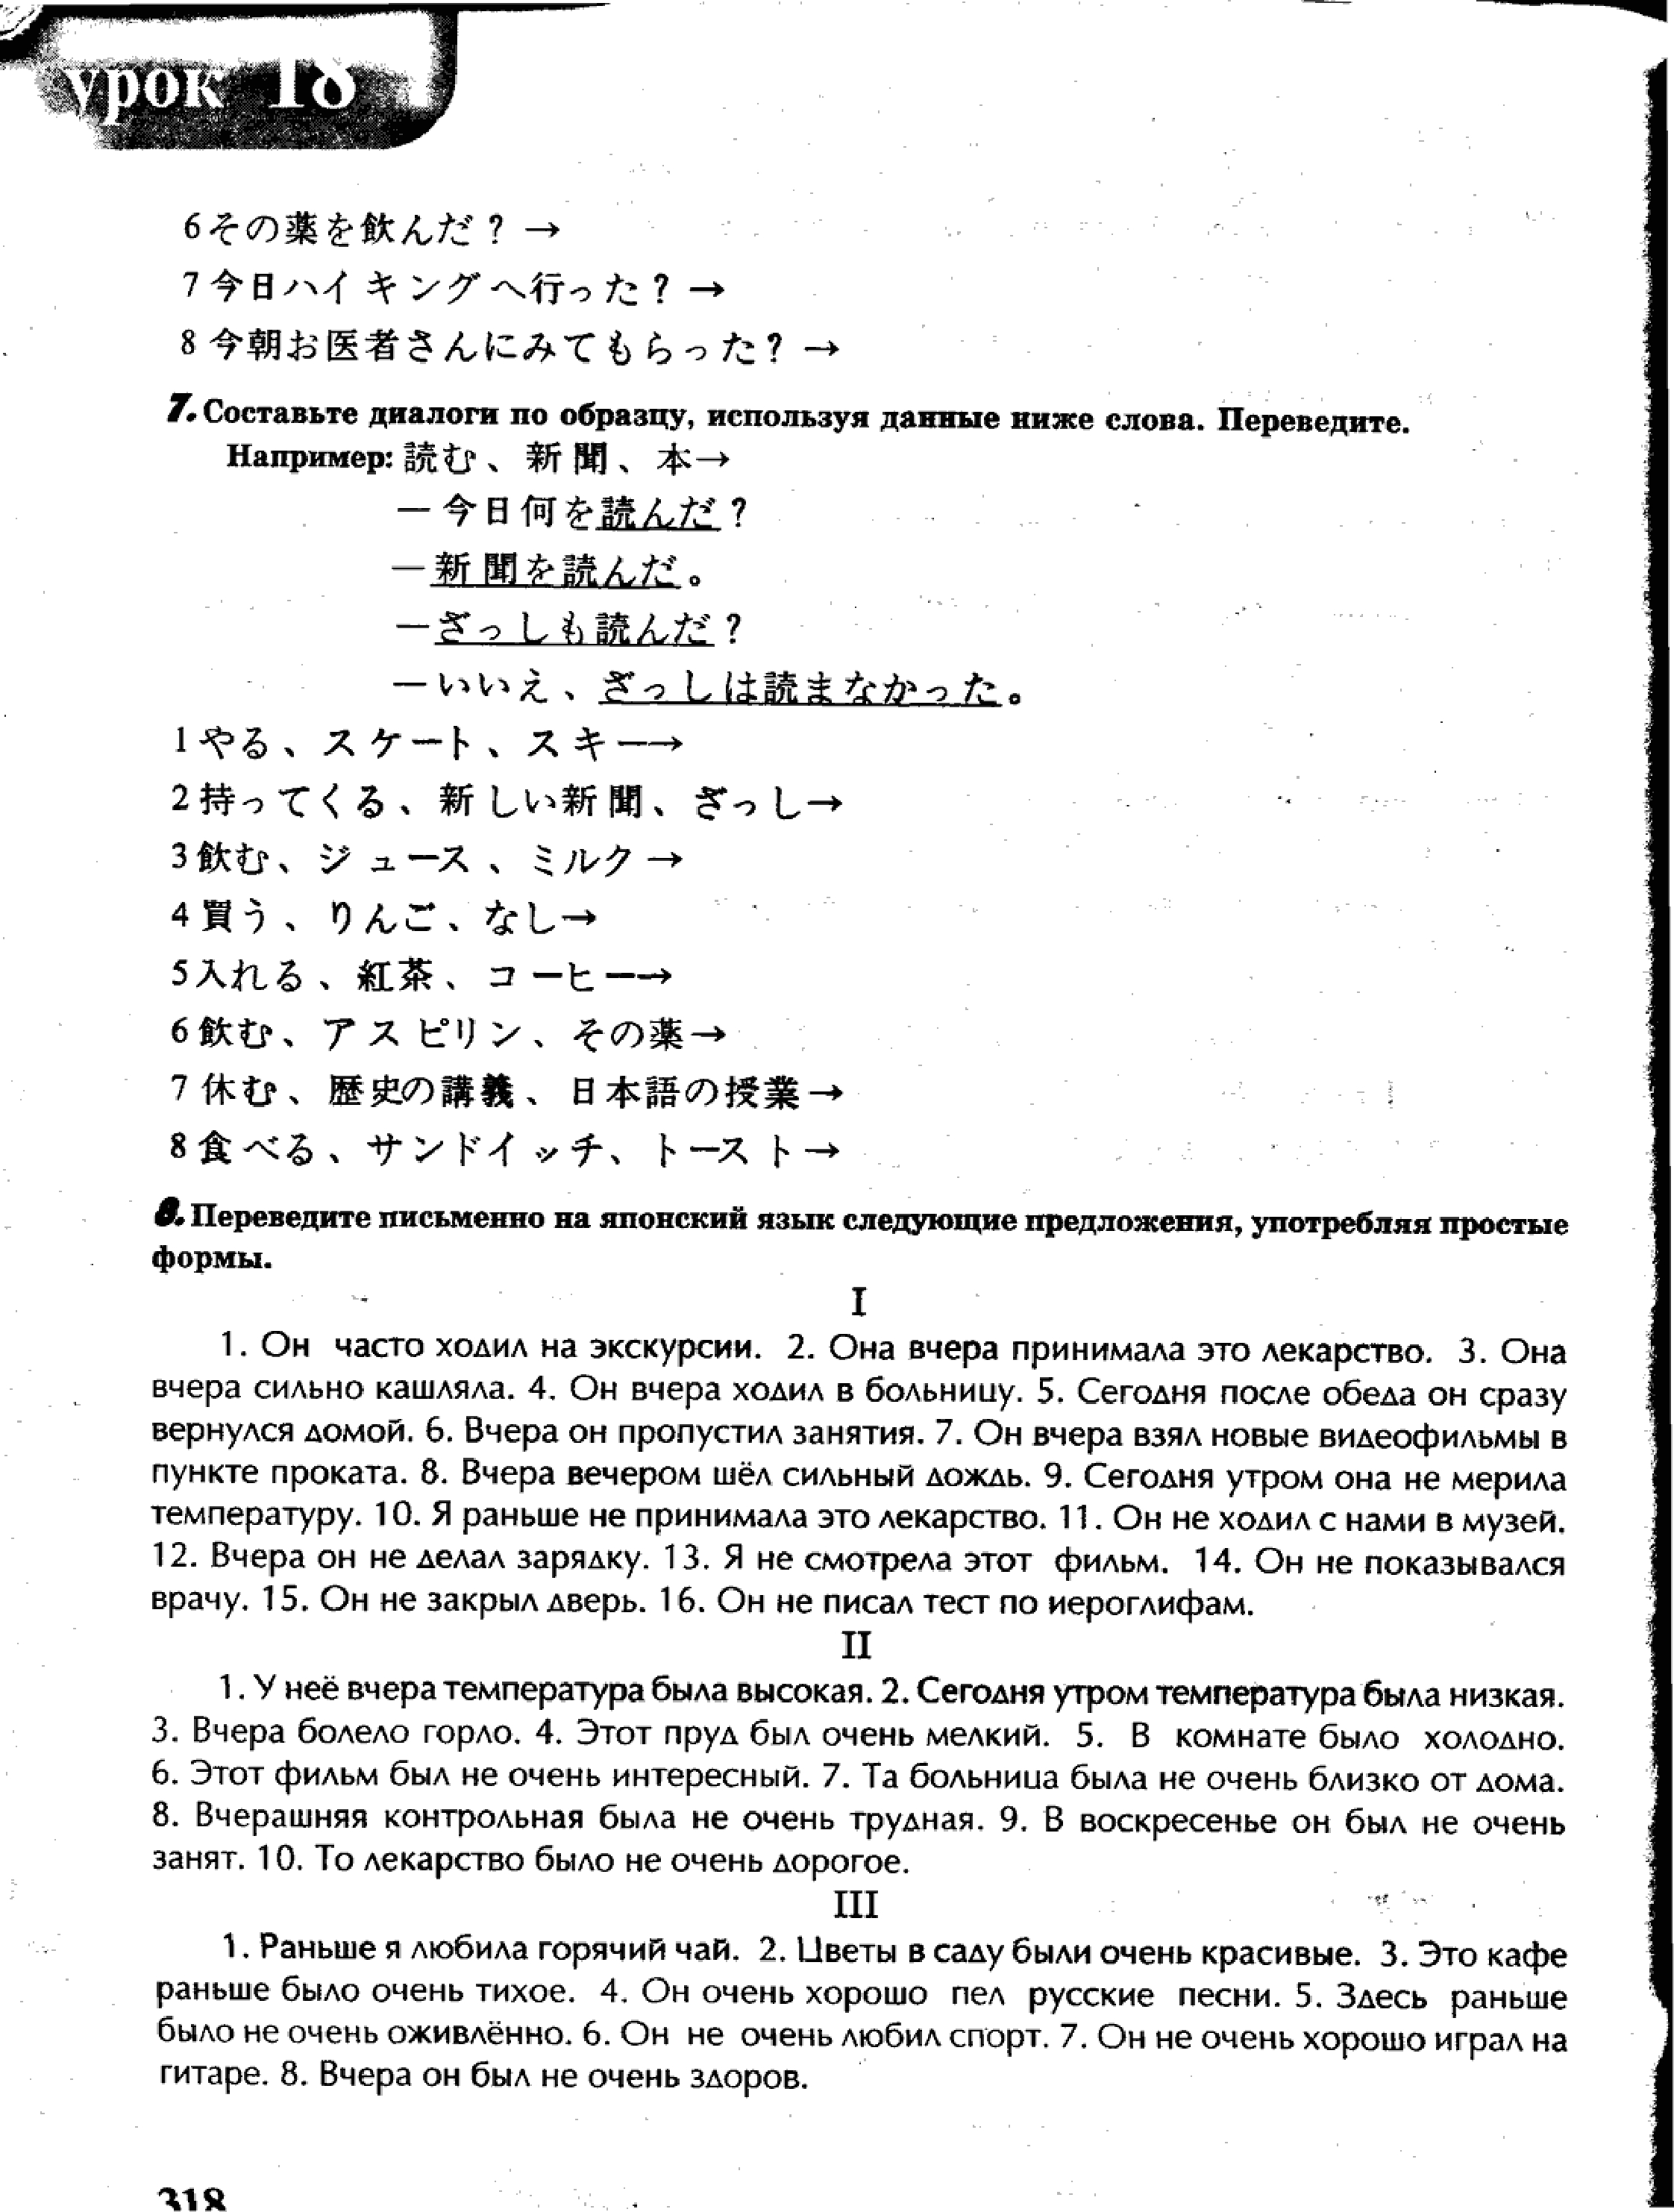 урок 18
6その薬を飲んだ？→
7今日ハイキングへ行った？→
8今朝お医者さんにみてもらった？→
7. Составьте диалоги по образцу, используя данные ниже слова. Переведите.
Например: 読む、新聞、本→
—今日何を読んだ？
—新聞を読んだ。
—ざっしも読んだ？
—いいえ、ざっしは読まなかった。
1やる、スケート、スキー→
2持ってくる、新しい新聞、ざっし→
3飲む、ジュース、ミルク→
4買う、りんご、なし→
5入れる、紅茶、コーヒー→
6飲む、アスピリン、その薬→
7休む、歴史の講義、日本語の授業→
8食べる、サンドイッチ、トースト→
8. Переведите письменно на японский язык следующие предложения, употребляя простые
формы.
I
1. Он часто ходил на экскурсии. 2. Она вчера принимала это лекарство. 3. Она
вчера сильно кашляла. 4. Он вчера ходил в больницу. 5. Сегодня после обеда он сразу
вернулся домой. 6. Вчера он пропустил занятия. 7. Он вчера взял новые видеофильмы в
пункте проката. 8. Вчера вечером шёл сильный дождь. 9. Сегодня утром она не мерила
температуру. 10. Я раньше не принимала это лекарство. 11. Он не ходил с нами в музей.
12. Вчера он не делал зарядку. 13. Я не смотрела этот фильм. 14. Он не показывался
врачу. 15. Он не закрыл дверь. 16. Он не писал тест по иероглифам.
II
1. У неё вчера температура была высокая. 2. Сегодня утром температура была низкая.
3. Вчера болело горло. 4. Этот пруд был очень мелкий. 5. В комнате было холодно.
6. Этот фильм был не очень интересный. 7. Та больница была не очень близко от дома.
8. Вчерашняя контрольная была не очень трудная. 9. В воскресенье он был не очень
занят. 10. То лекарство было не очень дорогое.
III
1. Раньше я любила горячий чай. 2. Цветы в саду были очень красивые. 3. Это кафе
раньше было очень тихое. 4. Он очень хорошо пел русские песни. 5. Здесь раньше
было не очень оживлённо. 6. Он не очень любил спорт. 7. Он не очень хорошо играл на
гитаре. 8. Вчера он был не очень здоров.
318